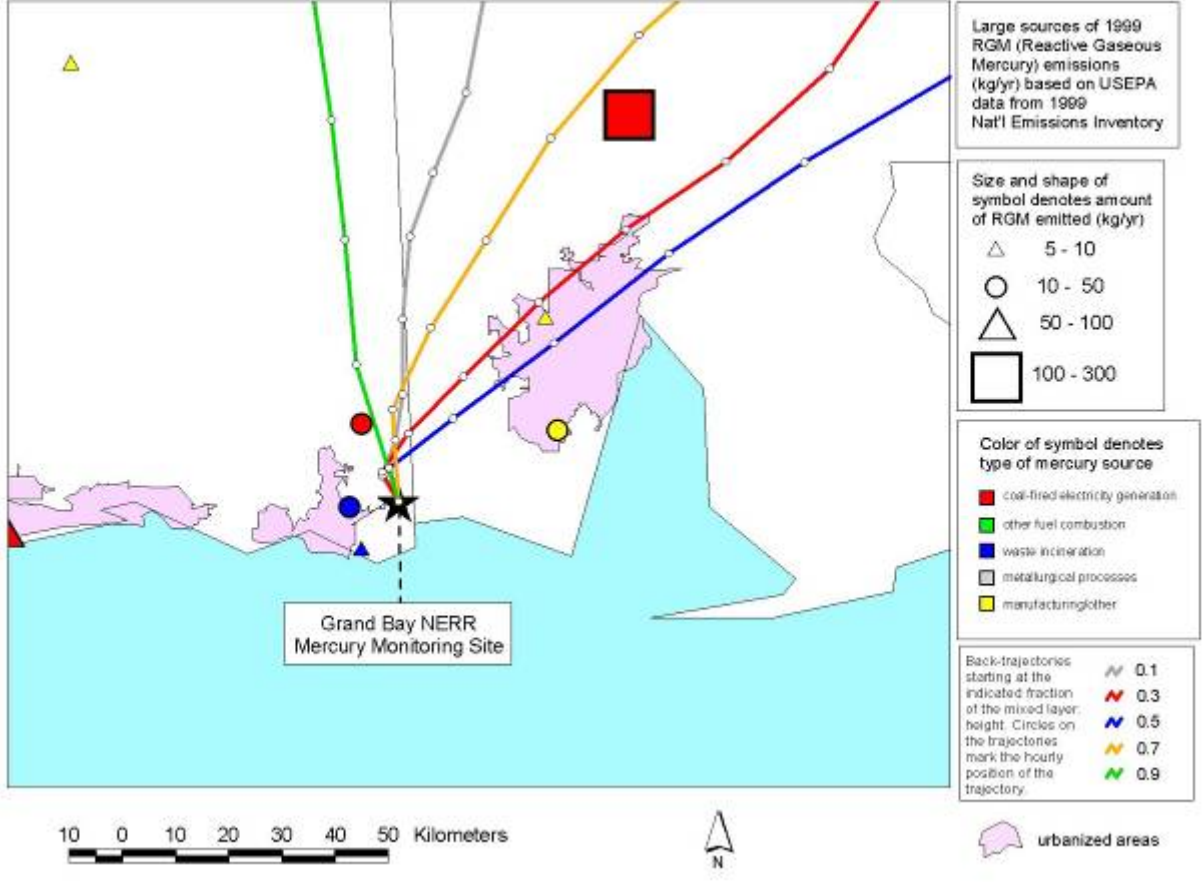 Large sources of 1999
RGM (Reactive Gaseous
Mercury) emissions
(kg/yr) based on USEPA
data from 1999
Nat'l Emissions Inventory
Size and shape of
symbol denotes amount
of RGM emitted (kg/yr)
5 - 10
10 - 50
50 - 100
100 - 300
Color of symbol denotes
type of mercury source
coal-fired electricity generation
other fuel combustion
waste incineration
metallurgical processes
manufacturing/other
Grand Bay NERR
Mercury Monitoring Site
Back-trajectories
starting at the
indicated fraction
of the mixed layer
height. Circles on
the trajectories
mark the hourly
position of the
trajectory.
0.1
0.3
0.5
0.7
0.9
10 0 10 20 30 40 50 Kilometers
N
urbanized areas